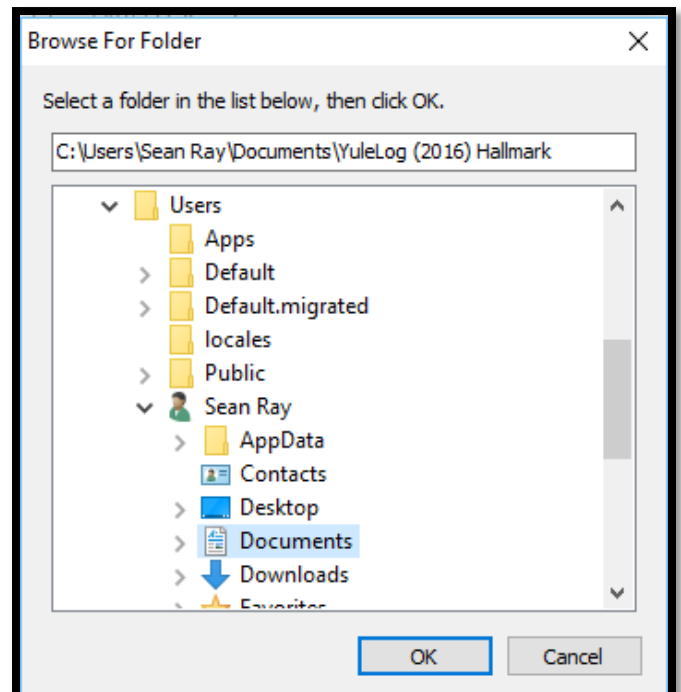 Browse For Folder
Select a folder in the list below, then click OK.
C:\Users\Sean Ray\Documents\YuleLog (2016) Hallmark
Users
Apps
Default
Default.migrated
locales
Public
Sean Ray
AppData
Contacts
Desktop
Documents
Downloads
Favorites
OK Cancel